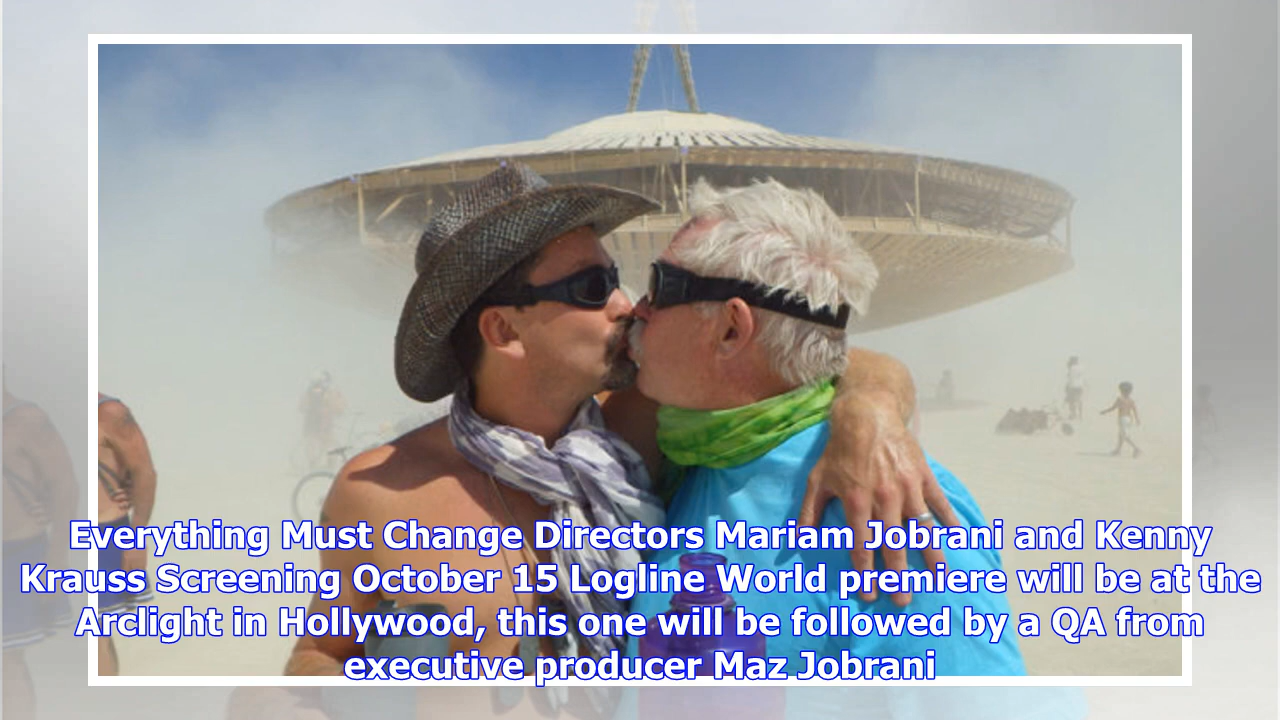 Everything Must Change Directors Mariam Jobrani and Kenny
Krauss Screening October 15 Logline World premiere will be at the
Arclight in Hollywood, this one will be followed by a QA from
executive producer Maz Jobrani